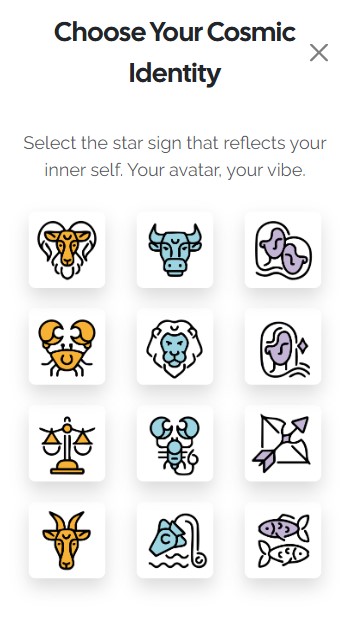 Choose Your Cosmic
Identity
Select the star sign that reflects your
inner self. Your avatar, your vibe.